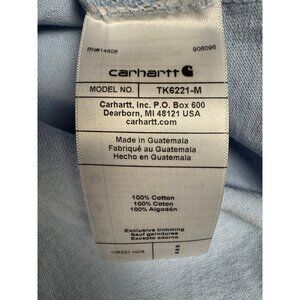 RN#14806 906096
carhartt
MODEL NO. TK6221-M
Carhartt, Inc. P.O. Box 600
Dearborn, MI 48121 USA
carhartt.com
Made in Guatemala
Fabriqué au Guatemala
Hecho en Guatemala
100% Cotton
100% Coton
100% Algodón
Exclusive trimming
Sauf garnitures
Excepto adorno
M
M
M